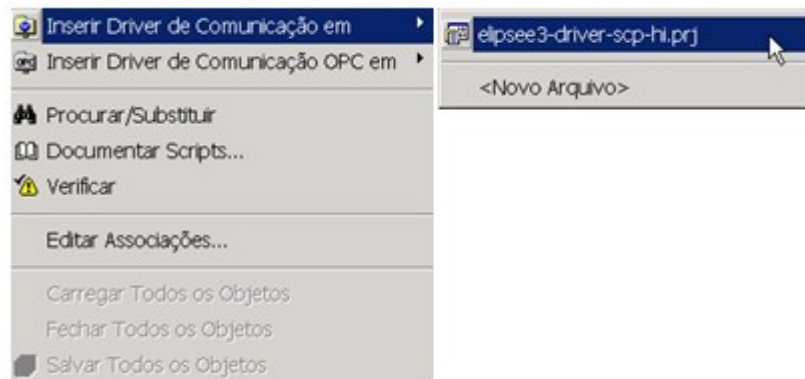 Inserir Driver de Comunicação em
elipsee3-driver-scp-hi.prj
Inserir Driver de Comunicação OPC em
<Novo Arquivo>
Procurar/Substituir
Documentar Scripts...
Verificar
Editar Associações...
Carregar Todos os Objetos
Fechar Todos os Objetos
Salvar Todos os Objetos